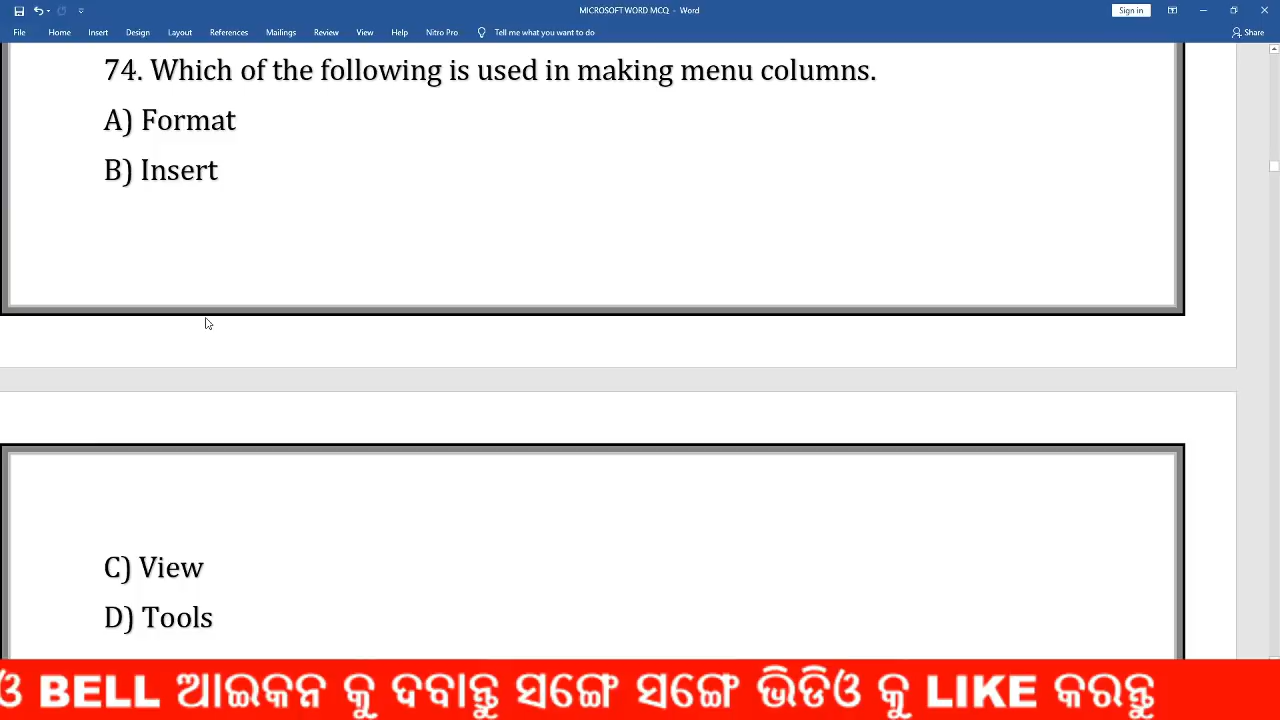 MICROSOFT WORD MCQ - Word
Sign in
File Home Insert Design Layout References Mailings Review View Help Nitro Pro Tell me what you want to do Share
74. Which of the following is used in making menu columns.
A) Format
B) Insert
C) View
D) Tools
ଓ BELL ଆଇକନ କୁ ଦବାନ୍ତୁ ସଙ୍ଗେ ସଙ୍ଗେ ଭିଡିଓ କୁ LIKE କରନ୍ତୁ